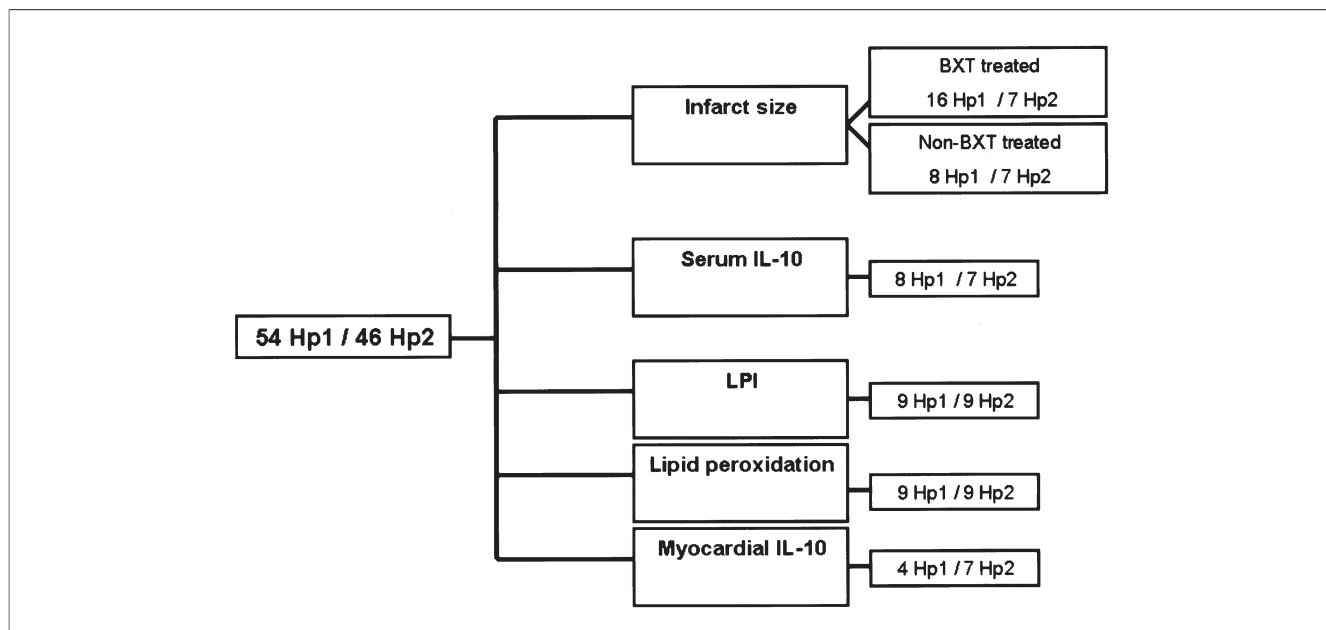 54 Hp1 / 46 Hp2
Infarct size
BXT treated
16 Hp1 / 7 Hp2
Non-BXT treated
8 Hp1 / 7 Hp2
Serum IL-10
8 Hp1 / 7 Hp2
LPI
9 Hp1 / 9 Hp2
Lipid peroxidation
9 Hp1 / 9 Hp2
Myocardial IL-10
4 Hp1 / 7 Hp2